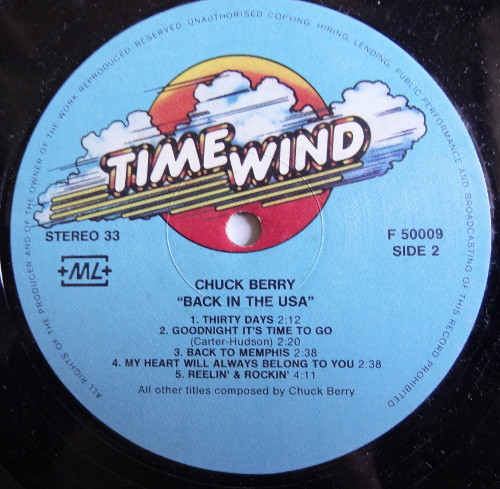 ALL RIGHTS OF THE PRODUCER AND OF THE OWNER OF THE WORK REPRODUCED RESERVED. UNAUTHORISED COPYING, HIRING, LENDING, PUBLIC PERFORMANCE AND BROADCASTING OF THIS RECORD PROHIBITED
TIME WIND
STEREO 33
F 50009
SIDE 2
+ML+
CHUCK BERRY
"BACK IN THE USA"
1. THIRTY DAYS 2:12
2. GOODNIGHT IT'S TIME TO GO
(Carter-Hudson) 2:20
3. BACK TO MEMPHIS 2:38
4. MY HEART WILL ALWAYS BELONG TO YOU 2:38
5. REELIN' & ROCKIN' 4:11
All other titles composed by Chuck Berry